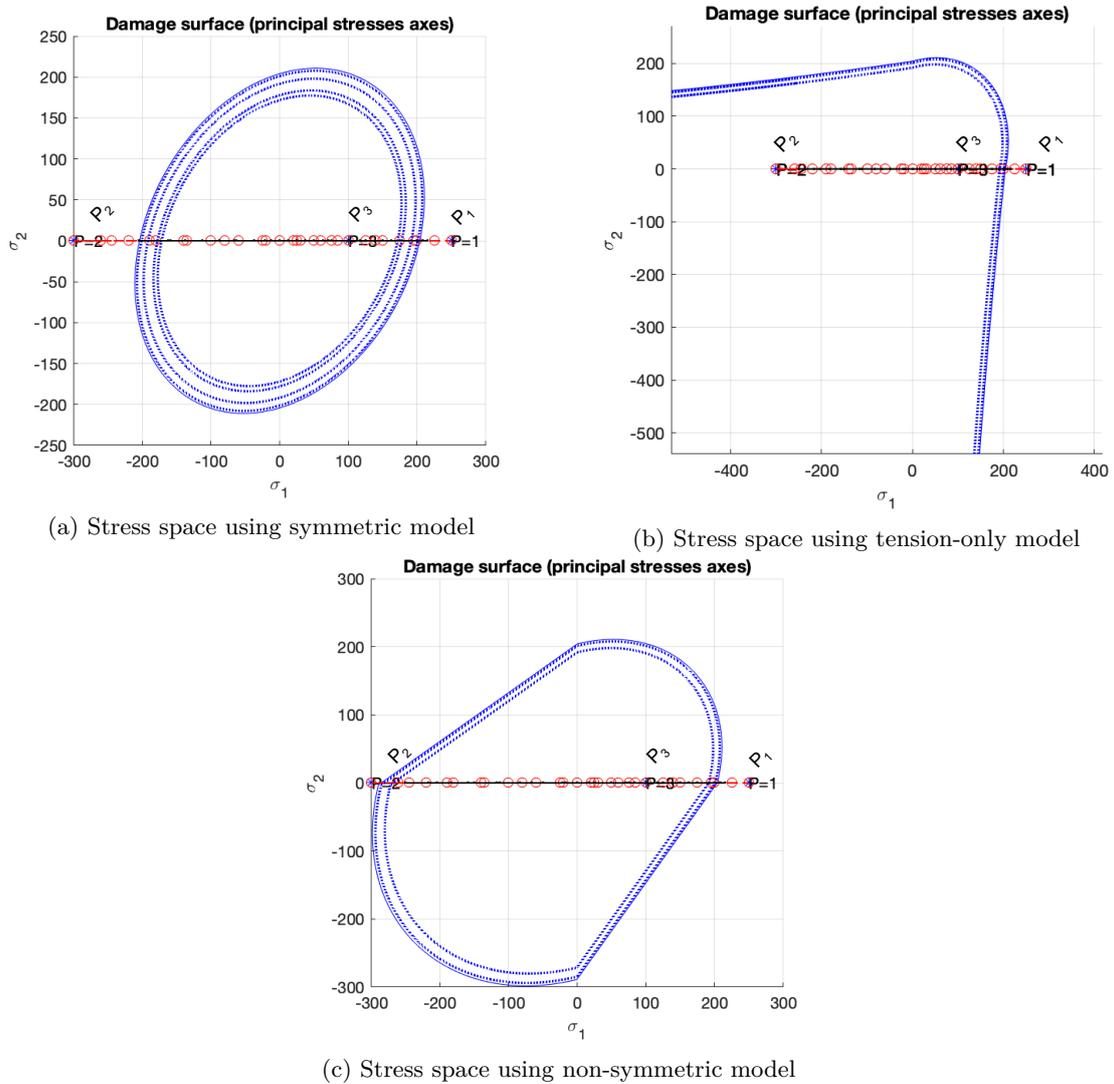 Damage surface (principal stresses axes)
250
200
150
100
50
0
-50
-100
-150
-200
-250
-300
-200
-100
0
100
200
300
σ2
σ1
P2
P3
P1
P=2
P=3
P=1
(a) Stress space using symmetric model
Damage surface (principal stresses axes)
200
100
0
-100
-200
-300
-400
-500
-400
-200
0
200
400
σ2
σ1
P2
P3
P1
P=2
P=3
P=1
(b) Stress space using tension-only model
Damage surface (principal stresses axes)
300
200
100
0
-100
-200
-300
-300
-200
-100
0
100
200
300
σ2
σ1
P2
P3
P1
P=2
P=3
P=1
(c) Stress space using non-symmetric model